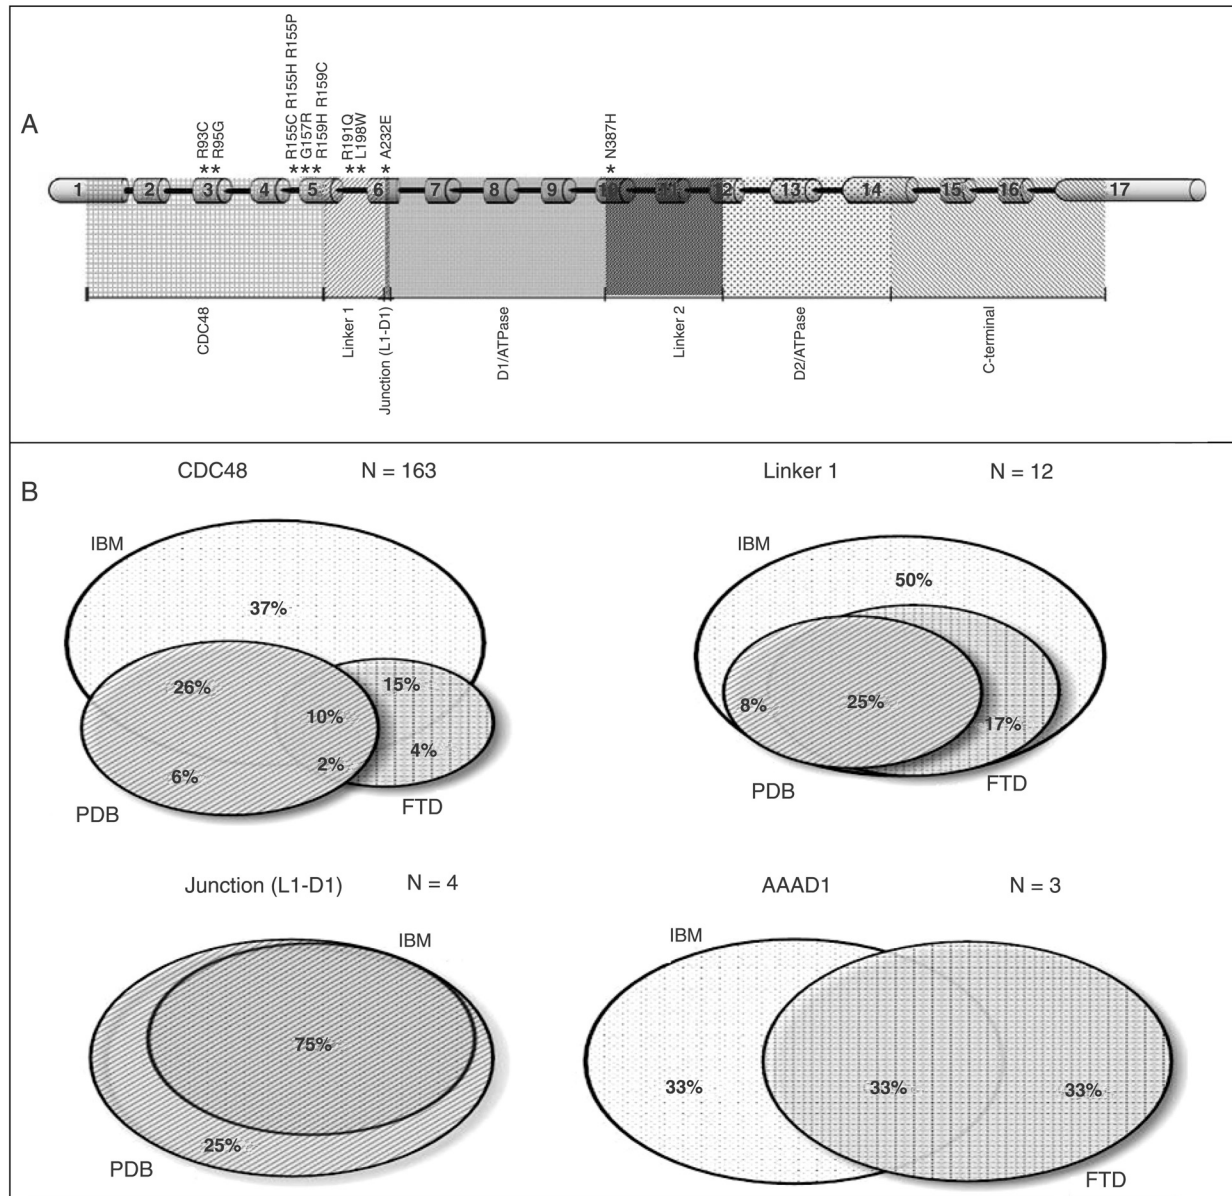 A
R93C
R95G
R155C R155H R155P
G157R
R159H R159C
R191Q
L198W
A232E
N387H
* * * * * * * * *
1 2 3 4 5 6 7 8 9 10 11 12 13 14 15 16 17
CDC48
Linker 1
Junction (L1-D1)
D1/ATPase
Linker 2
D2/ATPase
C-terminal
B
CDC48 N = 163
IBM
37%
26%
15%
10%
4%
2%
6%
PDB
FTD
Linker 1 N = 12
IBM
50%
8%
25%
17%
PDB
FTD
Junction (L1-D1) N = 4
IBM
75%
25%
PDB
AAAD1 N = 3
IBM
33%
33%
33%
FTD